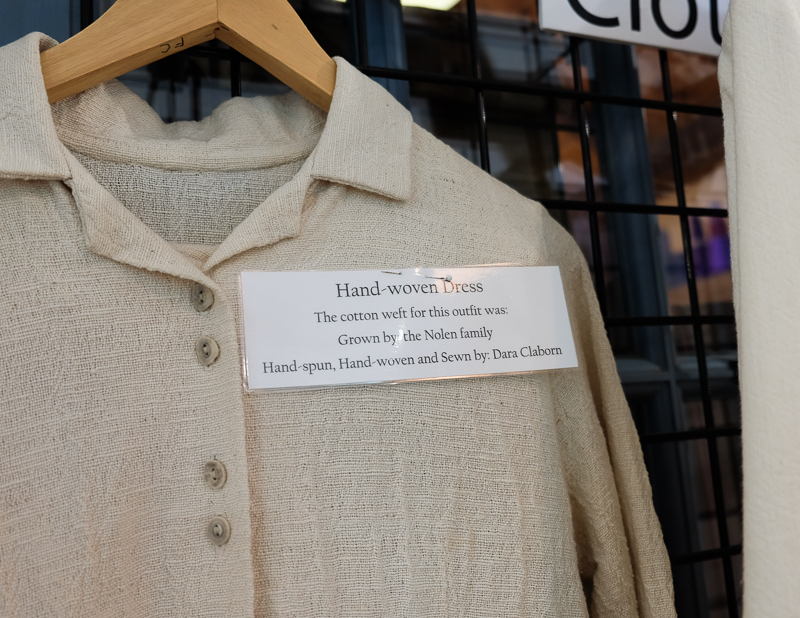 FC
Hand-woven Dress
The cotton weft for this outfit was:
Grown by: the Nolen family
Hand-spun, Hand-woven and Sewn by: Dara Claborn